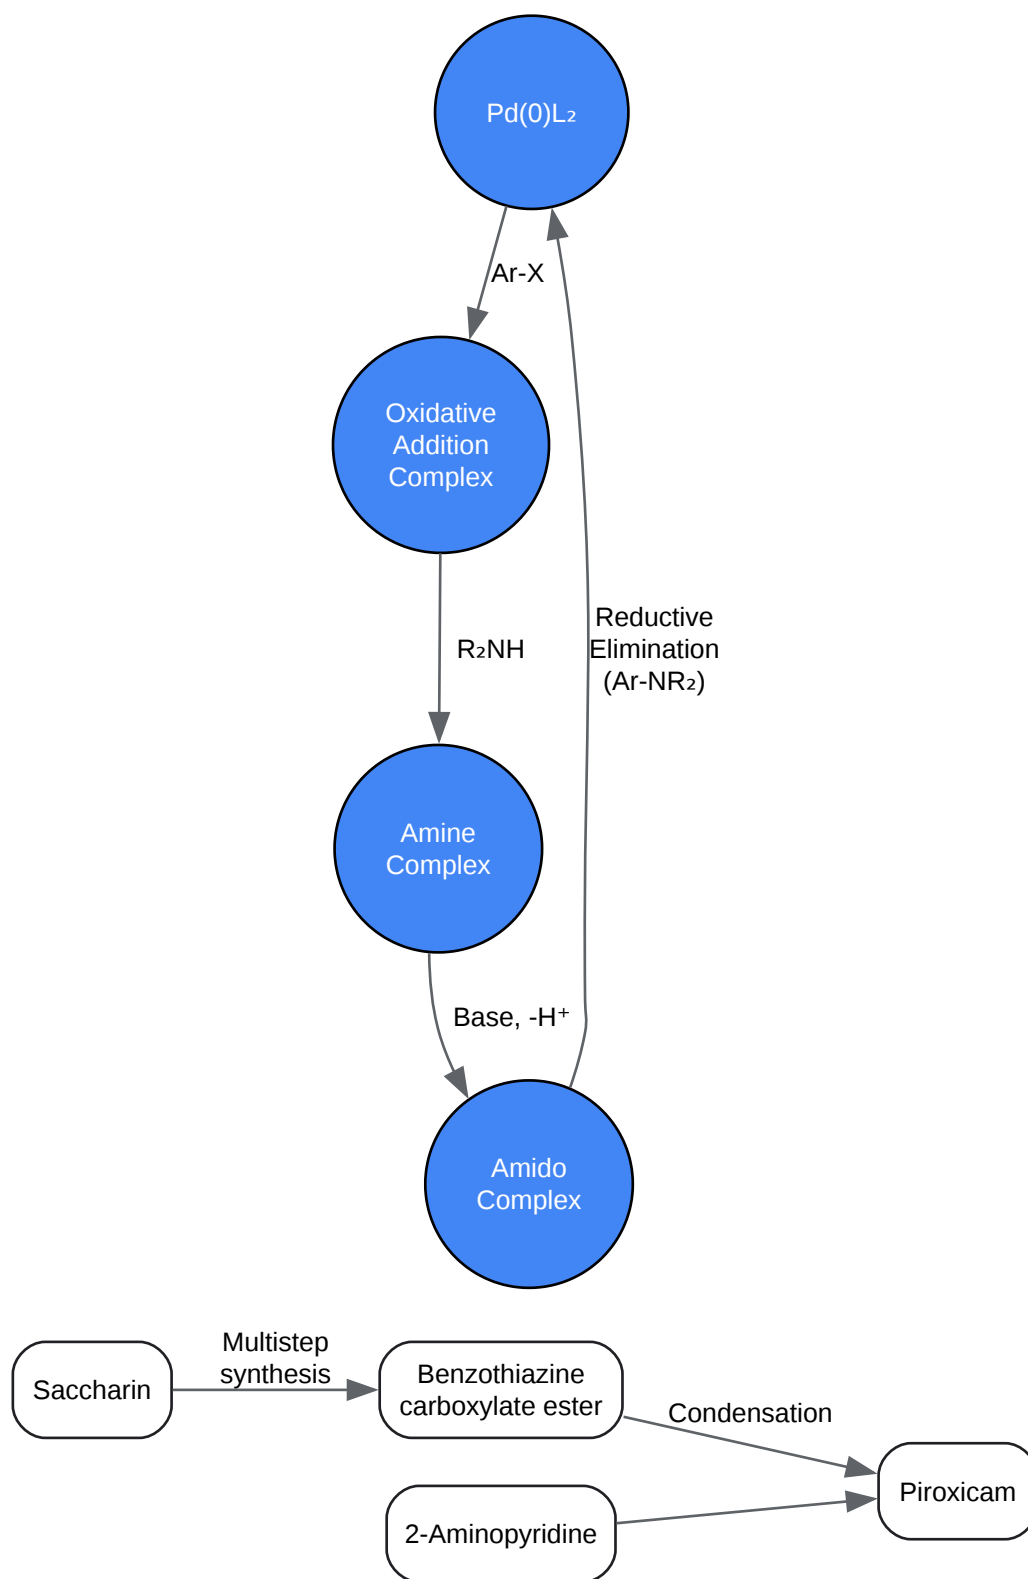 Pd(0)L₂
Ar-X
Oxidative
Addition
Complex
R₂NH
Reductive
Elimination
(Ar-NR₂)
Amine
Complex
Base, -H⁺
Amido
Complex
Multistep
synthesis
Saccharin
Benzothiazine
carboxylate ester
Condensation
Piroxicam
2-Aminopyridine